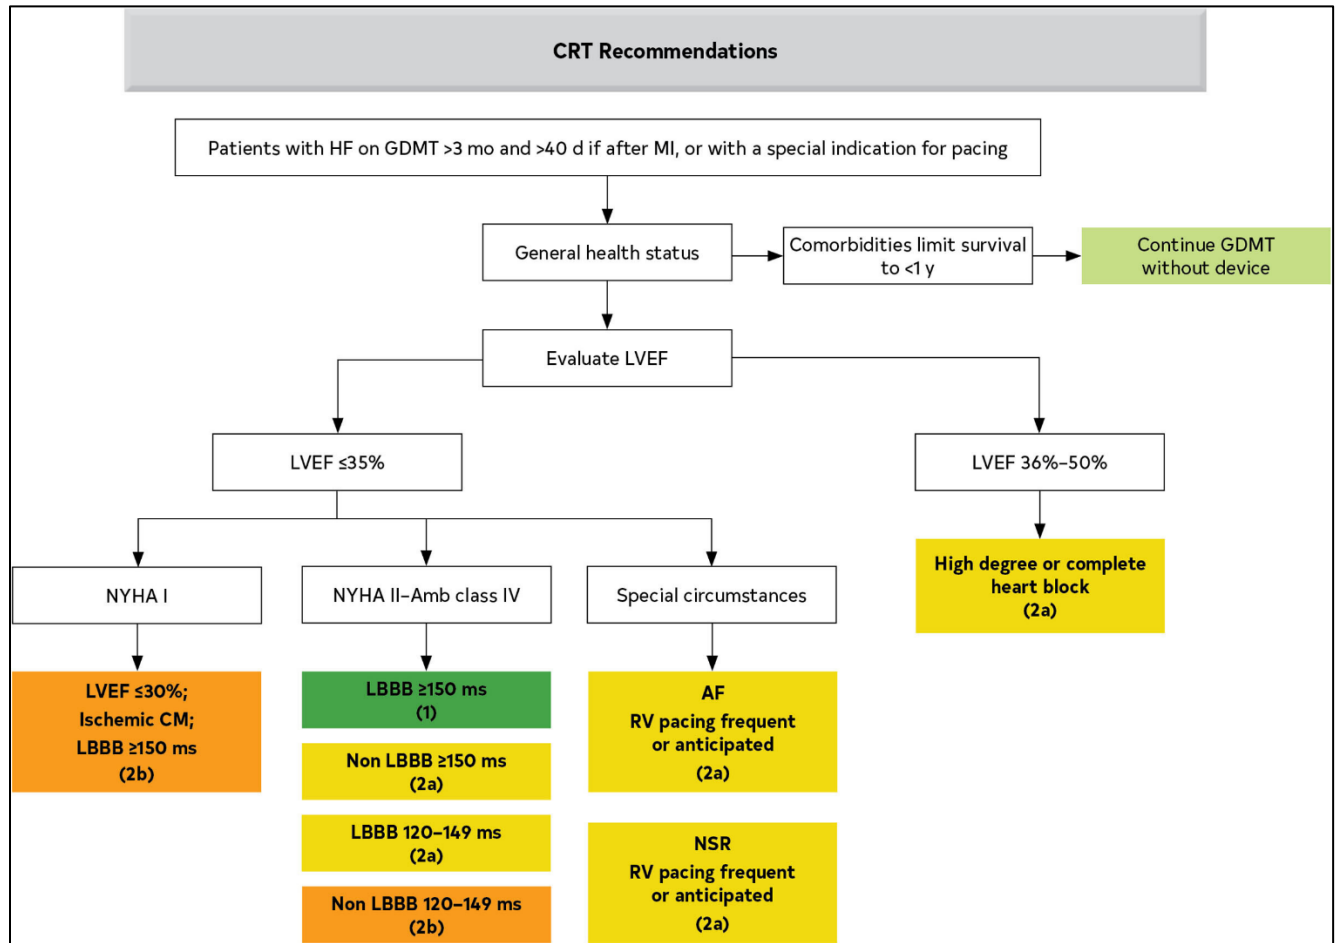 CRT Recommendations
Patients with HF on GDMT >3 mo and >40 d if after MI, or with a special indication for pacing
General health status
Comorbidities limit survival
to <1 y
Continue GDMT
without device
Evaluate LVEF
LVEF ≤35%
LVEF 36%–50%
NYHA I
NYHA II–Amb class IV
Special circumstances
High degree or complete
heart block
(2a)
LVEF ≤30%;
Ischemic CM;
LBBB ≥150 ms
(2b)
LBBB ≥150 ms
(1)
Non LBBB ≥150 ms
(2a)
LBBB 120–149 ms
(2a)
Non LBBB 120–149 ms
(2b)
AF
RV pacing frequent
or anticipated
(2a)
NSR
RV pacing frequent
or anticipated
(2a)